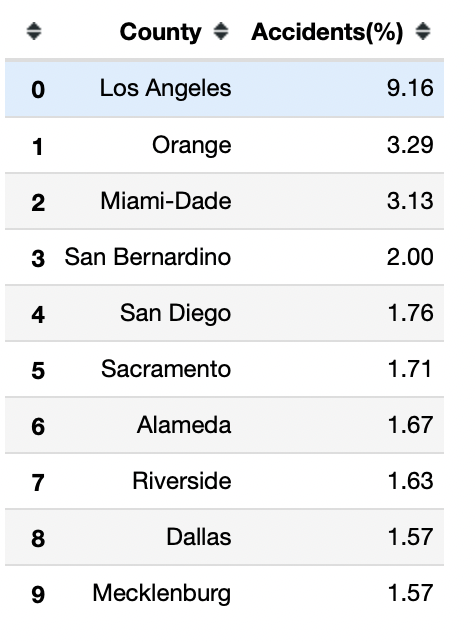 County Accidents(%)
0 Los Angeles 9.16
1 Orange 3.29
2 Miami-Dade 3.13
3 San Bernardino 2.00
4 San Diego 1.76
5 Sacramento 1.71
6 Alameda 1.67
7 Riverside 1.63
8 Dallas 1.57
9 Mecklenburg 1.57